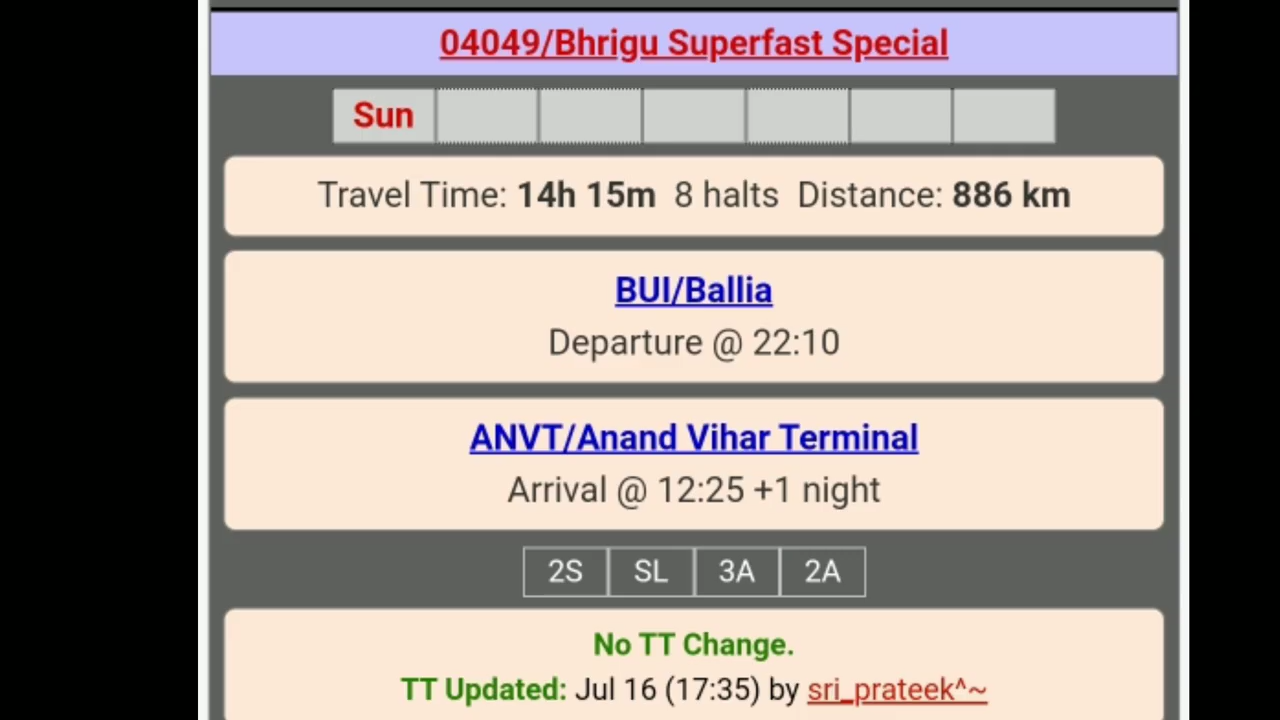 04049/Bhrigu Superfast Special
Sun
Travel Time: 14h 15m 8 halts Distance: 886 km
BUI/Ballia
Departure @ 22:10
ANVT/Anand Vihar Terminal
Arrival @ 12:25 +1 night
2S SL 3A 2A
No TT Change.
TT Updated: Jul 16 (17:35) by sri_prateek^~